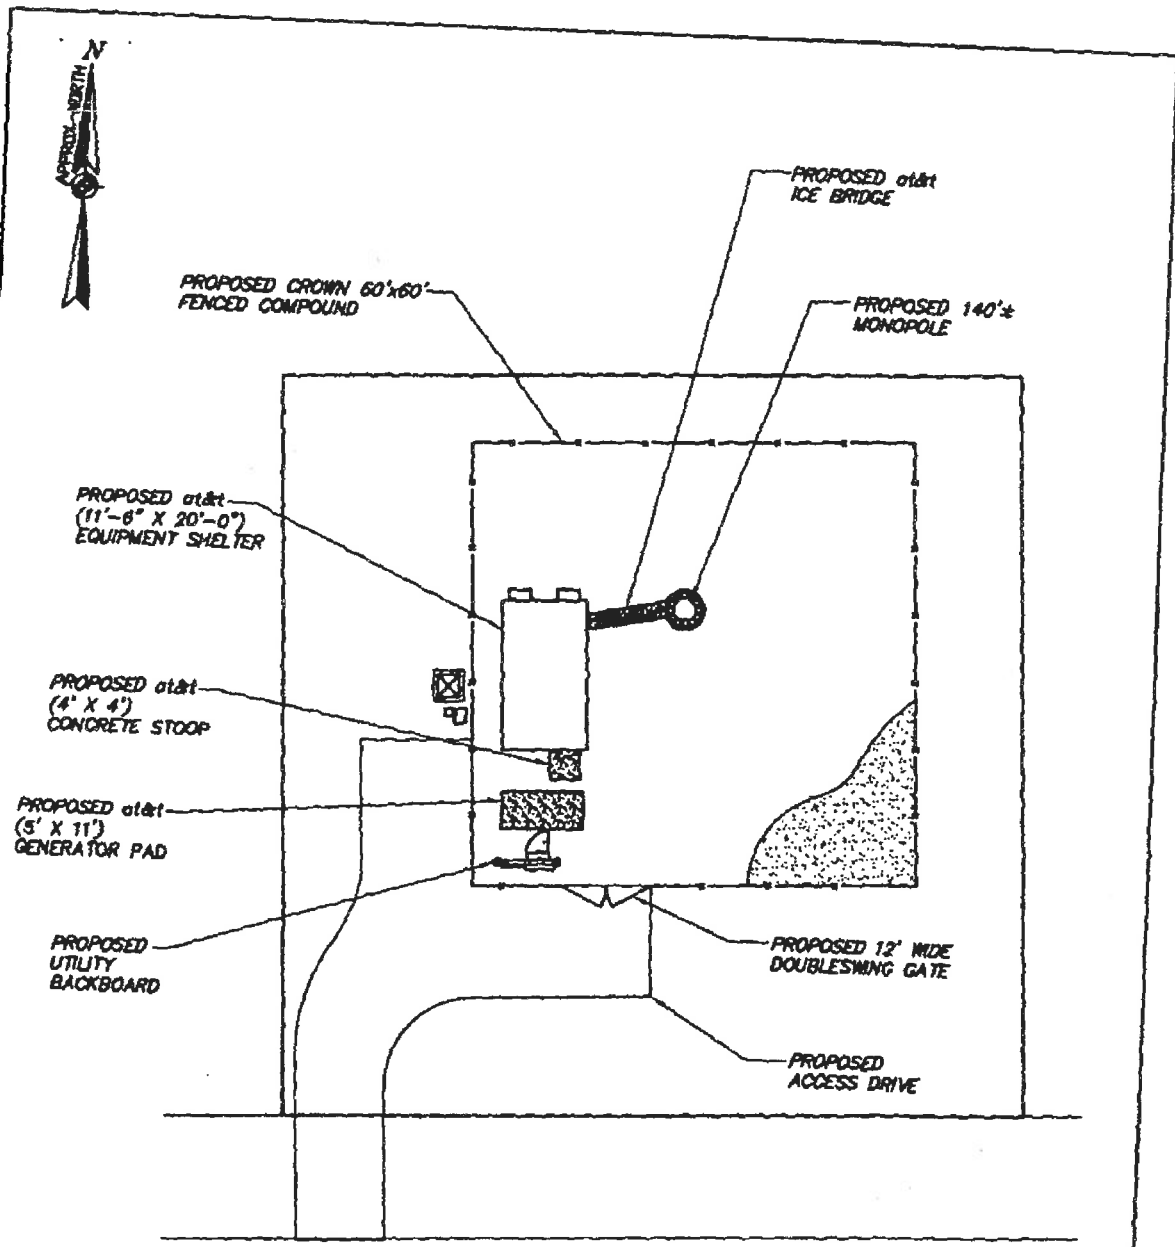 N
APPROX. NORTH
PROPOSED at&t
ICE BRIDGE
PROPOSED CROWN 60'x60'
FENCED COMPOUND
PROPOSED 140'±
MONOPOLE
PROPOSED at&t
(11'-6" X 20'-0")
EQUIPMENT SHELTER
PROPOSED at&t
(4' X 4')
CONCRETE STOOP
PROPOSED at&t
(5' X 11')
GENERATOR PAD
PROPOSED
UTILITY
BACKBOARD
PROPOSED 12' WIDE
DOUBLESWING GATE
PROPOSED
ACCESS DRIVE